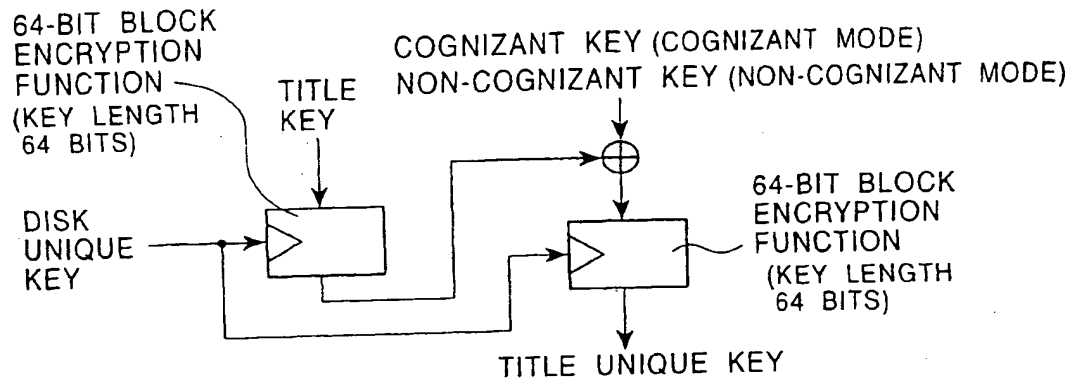 64-BIT BLOCK
ENCRYPTION
FUNCTION
(KEY LENGTH
64 BITS)
TITLE
KEY
COGNIZANT KEY (COGNIZANT MODE)
NON-COGNIZANT KEY (NON-COGNIZANT MODE)
DISK
UNIQUE
KEY
64-BIT BLOCK
ENCRYPTION
FUNCTION
(KEY LENGTH
64 BITS)
TITLE UNIQUE KEY